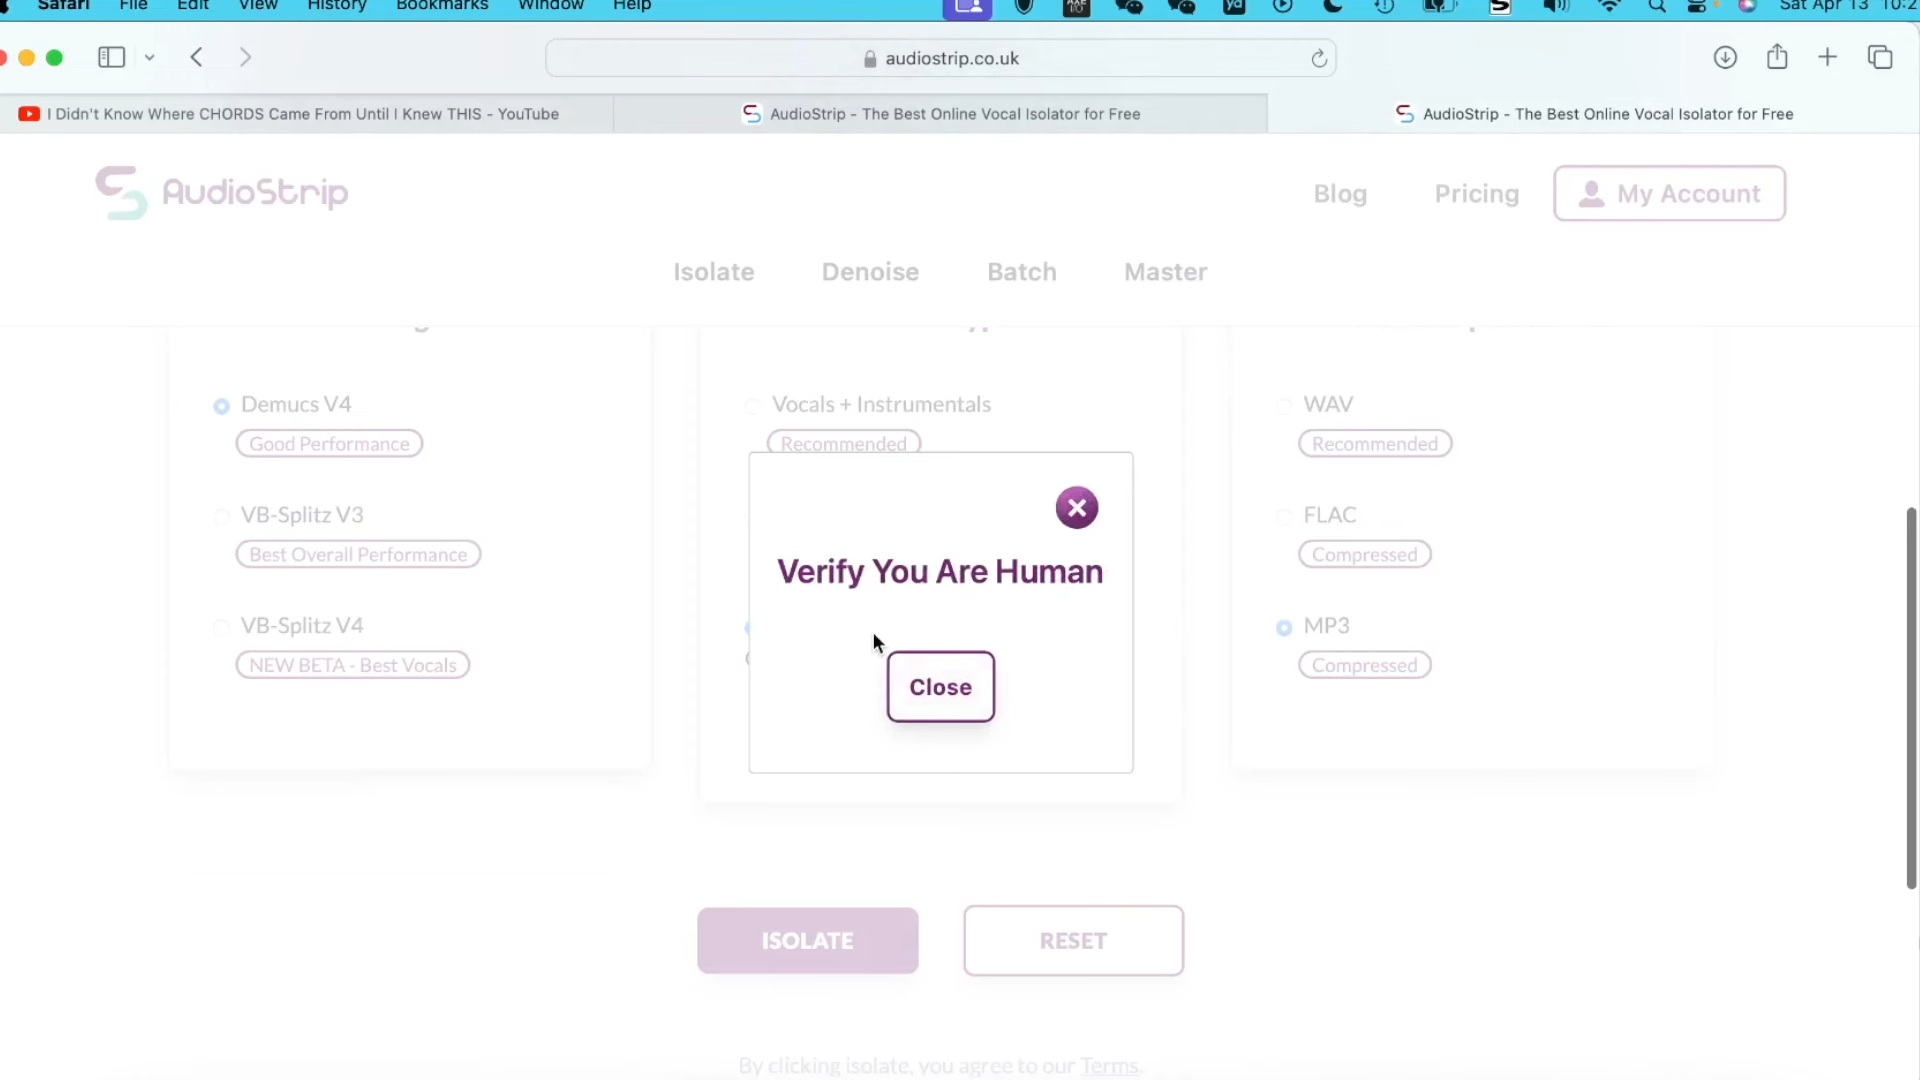 Safari File Edit View History Bookmarks Window Help
Sat Apr 13 10:2
audiostrip.co.uk
I Didn't Know Where CHORDS Came From Until I Knew THIS - YouTube
AudioStrip - The Best Online Vocal Isolator for Free
AudioStrip - The Best Online Vocal Isolator for Free
AudioStrip
Blog
Pricing
My Account
Isolate
Denoise
Batch
Master
Demucs V4
Good Performance
VB-Splitz V3
Best Overall Performance
VB-Splitz V4
NEW BETA - Best Vocals
Vocals + Instrumentals
Recommended
Verify You Are Human
Close
WAV
Recommended
FLAC
Compressed
MP3
Compressed
ISOLATE
RESET
By clicking isolate, you agree to our Terms.